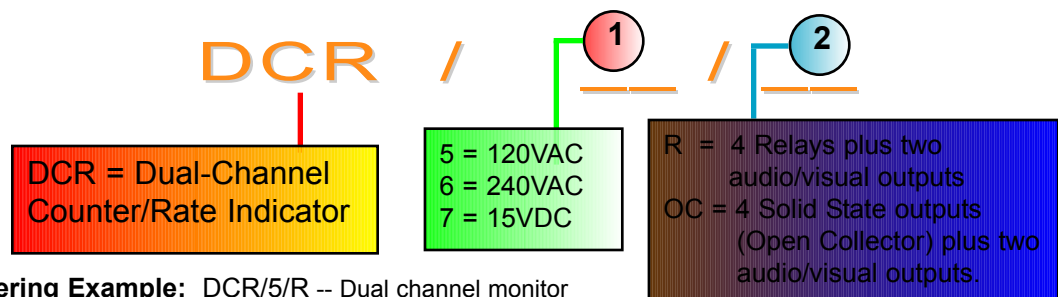 1
2
DCR / __ / __
DCR = Dual-Channel
Counter/Rate Indicator
5 = 120VAC
6 = 240VAC
7 = 15VDC
R = 4 Relays plus two
audio/visual outputs
OC = 4 Solid State outputs
(Open Collector) plus two
audio/visual outputs.
Example: DCR/5/R -- Dual channel monitor